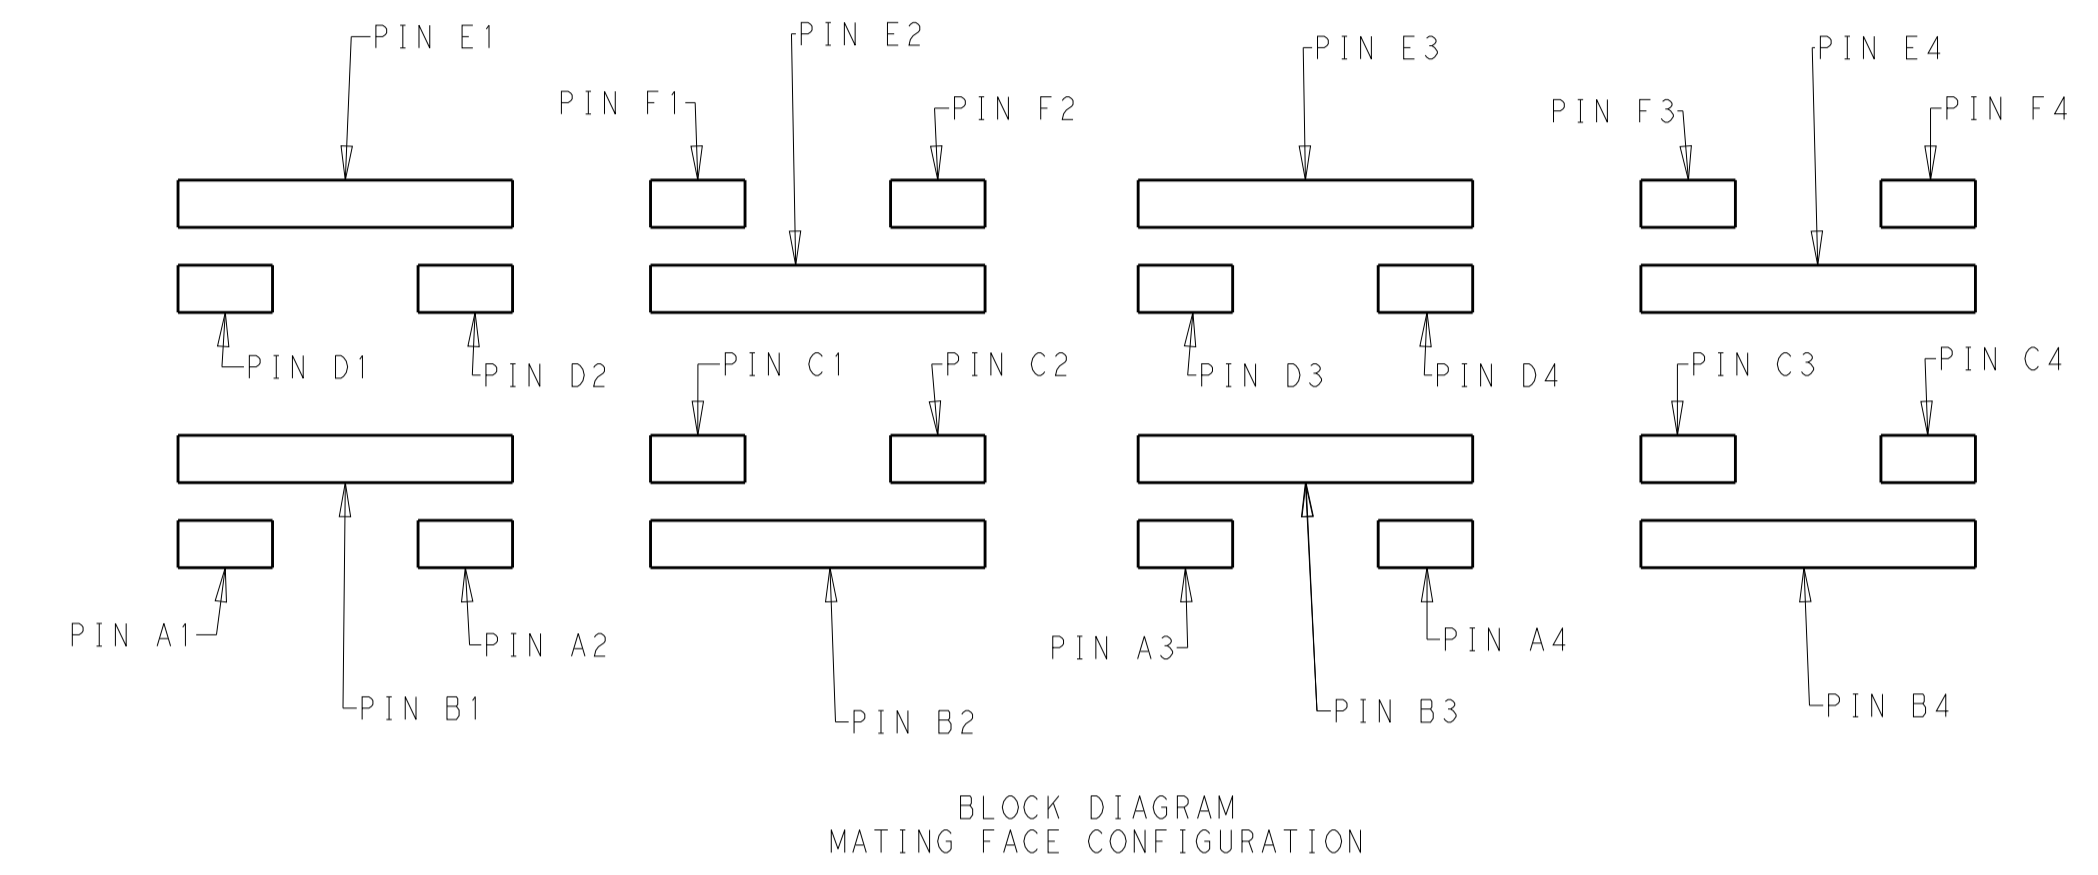 PIN E1
PIN E2
PIN E3
PIN E4
PIN F1
PIN F2
PIN F3
PIN F4
PIN D1
PIN D2
PIN C1
PIN C2
PIN D3
PIN D4
PIN C3
PIN C4
PIN A1
PIN A2
PIN A3
PIN A4
PIN B1
PIN B2
PIN B3
PIN B4
BLOCK DIAGRAM
MATING FACE CONFIGURATION